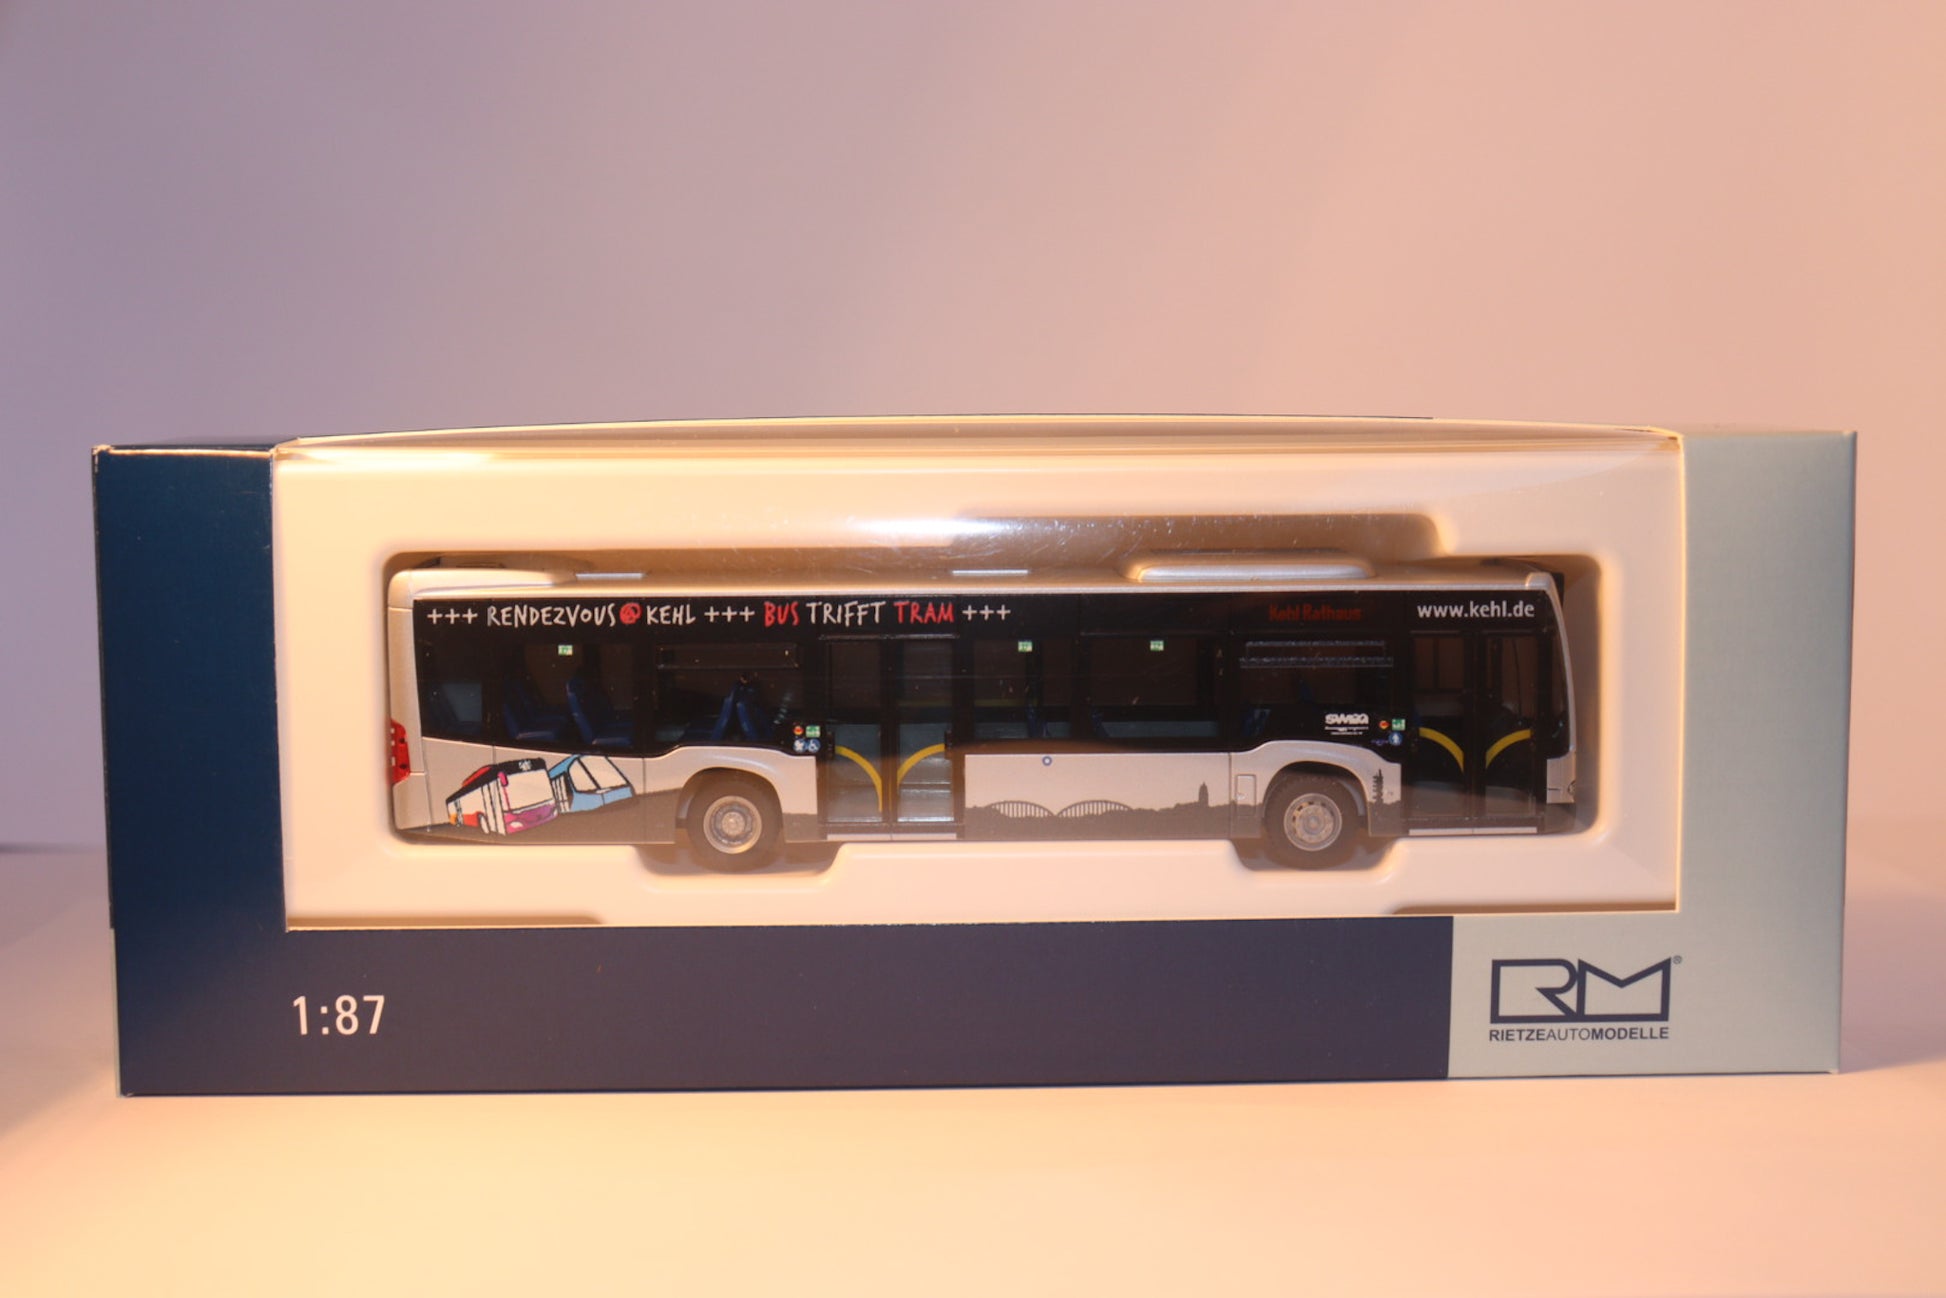 +++ RENDEZVOUS@KEHL +++ BUS TRIFFT TRAM +++
Kehl Rathaus
www.kehl.de
1:87
RM®
RIETZEAUTOMODELLE